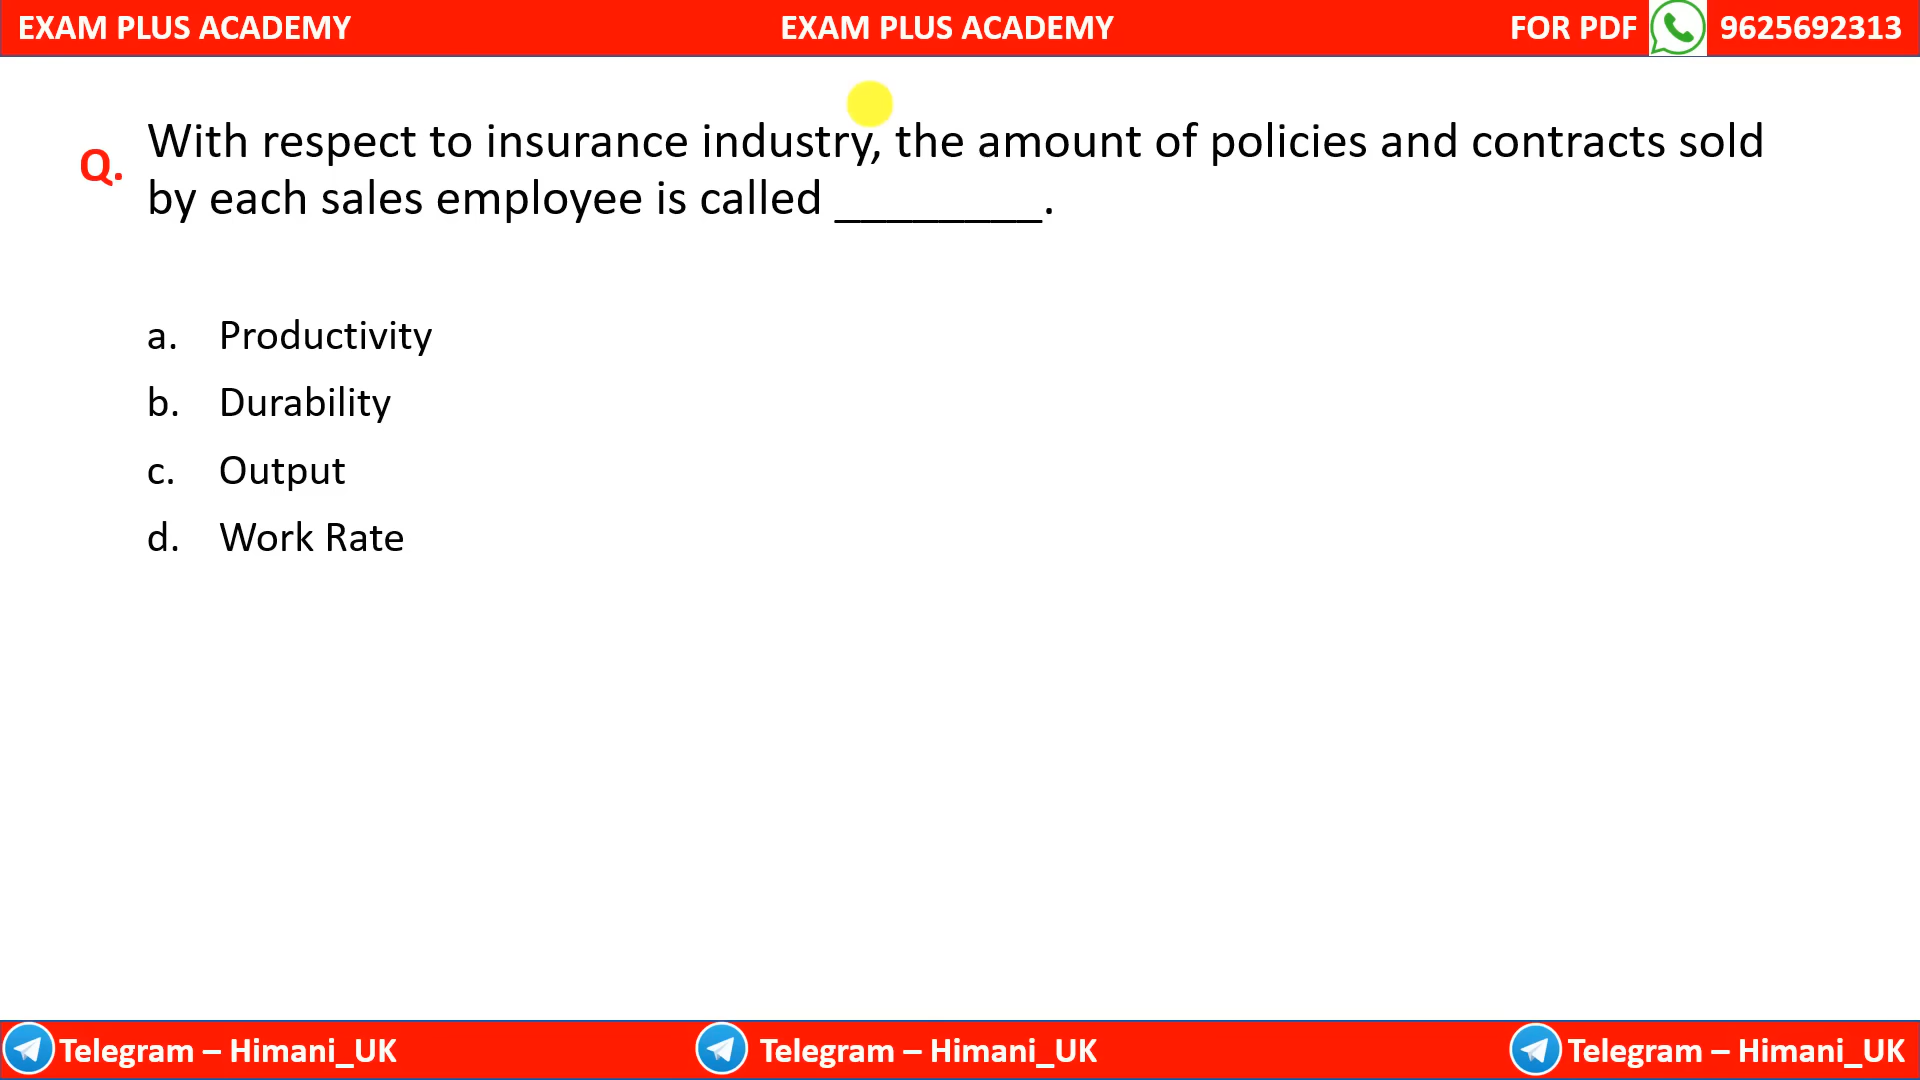 EXAM PLUS ACADEMY EXAM PLUS ACADEMY FOR PDF 9625692313
Q. With respect to insurance industry, the amount of policies and contracts sold
by each sales employee is called ________.
a. Productivity
b. Durability
c. Output
d. Work Rate
Telegram – Himani_UK Telegram – Himani_UK Telegram – Himani_UK